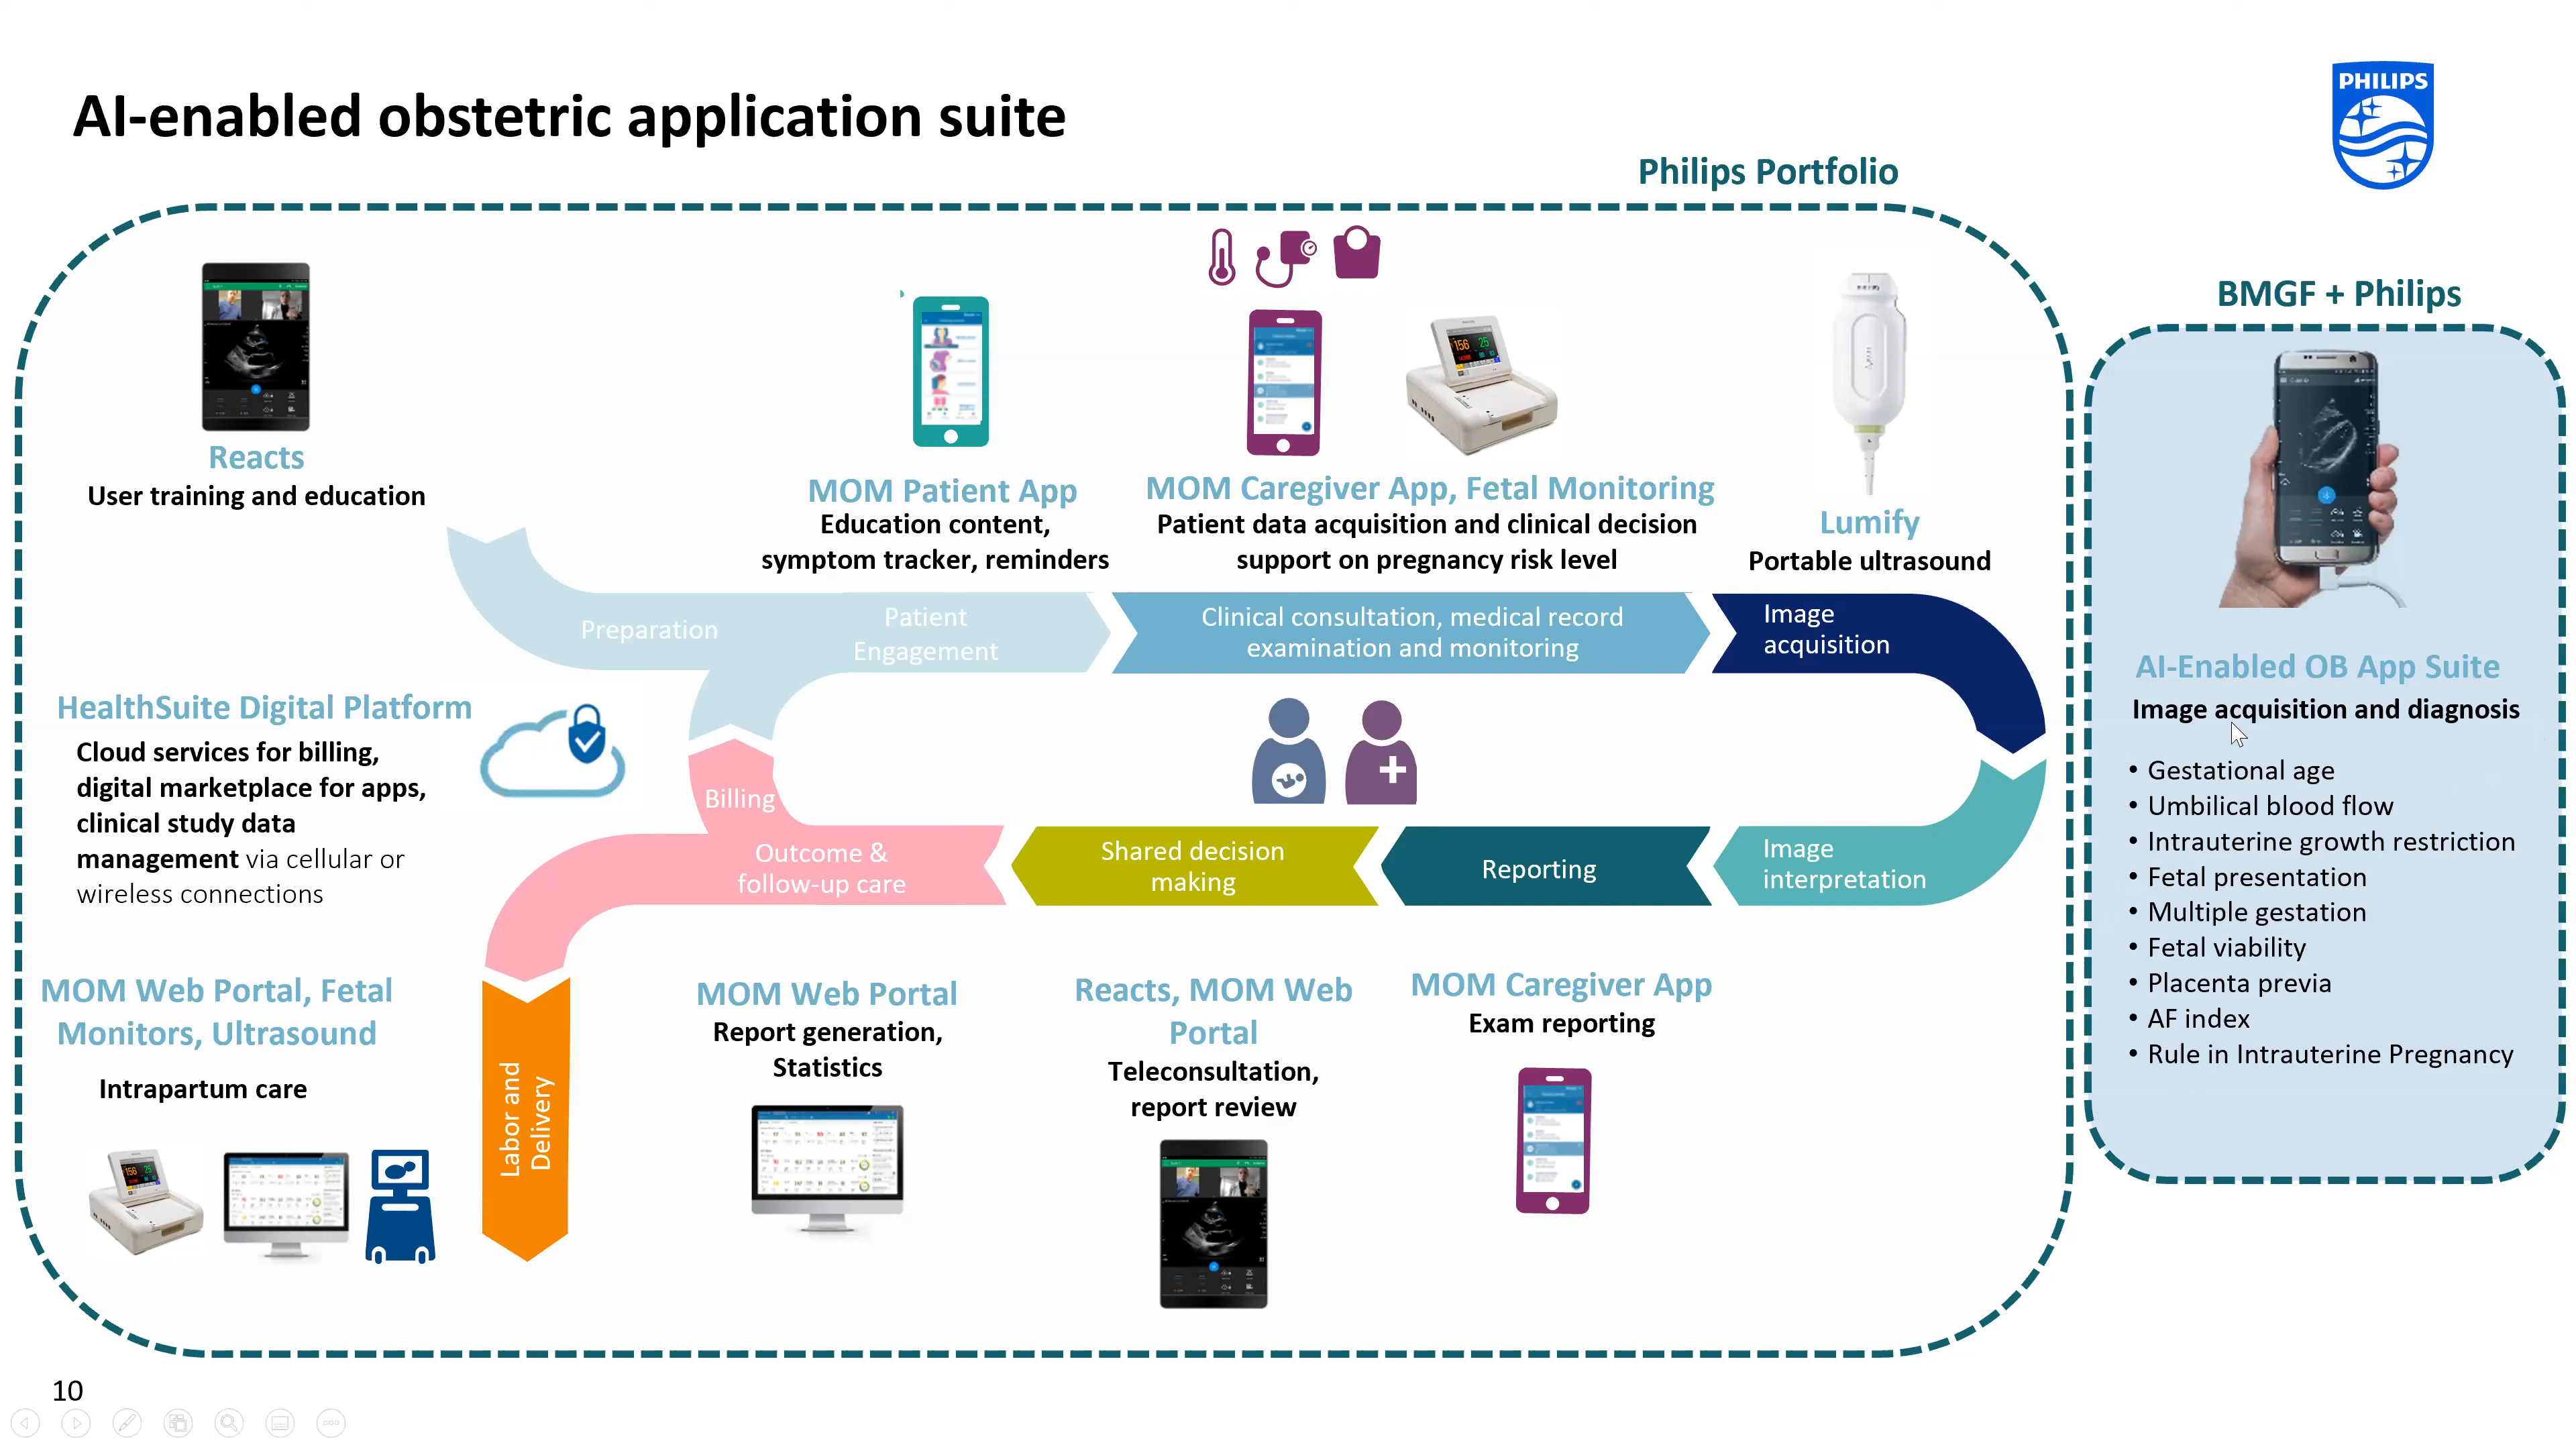 AI-enabled obstetric application suite
PHILIPS
Philips Portfolio
BMGF + Philips
Reacts
User training and education
MOM Patient App
Education content,
symptom tracker, reminders
156 25
MOM Caregiver App, Fetal Monitoring
Patient data acquisition and clinical decision
support on pregnancy risk level
Lumify
Portable ultrasound
Preparation
Patient
Engagement
Clinical consultation, medical record
examination and monitoring
Image
acquisition
HealthSuite Digital Platform
Cloud services for billing,
digital marketplace for apps,
clinical study data
management via cellular or
wireless connections
Billing
Outcome &
follow-up care
Shared decision
making
Reporting
Image
interpretation
MOM Web Portal, Fetal
Monitors, Ultrasound
Intrapartum care
156 25
Labor and
Delivery
MOM Web Portal
Report generation,
Statistics
Reacts, MOM Web
Portal
Teleconsultation,
report review
MOM Caregiver App
Exam reporting
AI-Enabled OB App Suite
Image acquisition and diagnosis
• Gestational age
• Umbilical blood flow
• Intrauterine growth restriction
• Fetal presentation
• Multiple gestation
• Fetal viability
• Placenta previa
• AF index
• Rule in Intrauterine Pregnancy
10